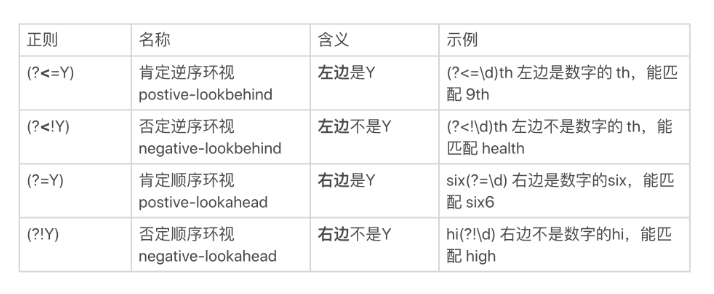 正则 名称 含义 示例
(?<=Y) 肯定逆序环视 左边是Y (?<=\d)th 左边是数字的 th，能匹
postive-lookbehind 配 9th
(?<!Y) 否定逆序环视 左边不是Y (?<!\d)th 左边不是数字的 th，能
negative-lookbehind 匹配 health
(?=Y) 肯定顺序环视 右边是Y six(?=\d) 右边是数字的six，能匹
postive-lookahead 配 six6
(?!Y) 否定顺序环视 右边不是Y hi(?!\d) 右边不是数字的hi，能匹
negative-lookahead 配 high